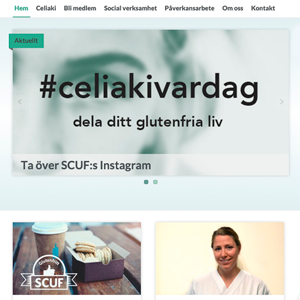 Hem Celiaki Bli medlem Social verksamhet Påverkansarbete Om oss Kontakt
Aktuellt
#celiakivardag
dela ditt glutenfria liv
Ta över SCUF:s Instagram
SCUF